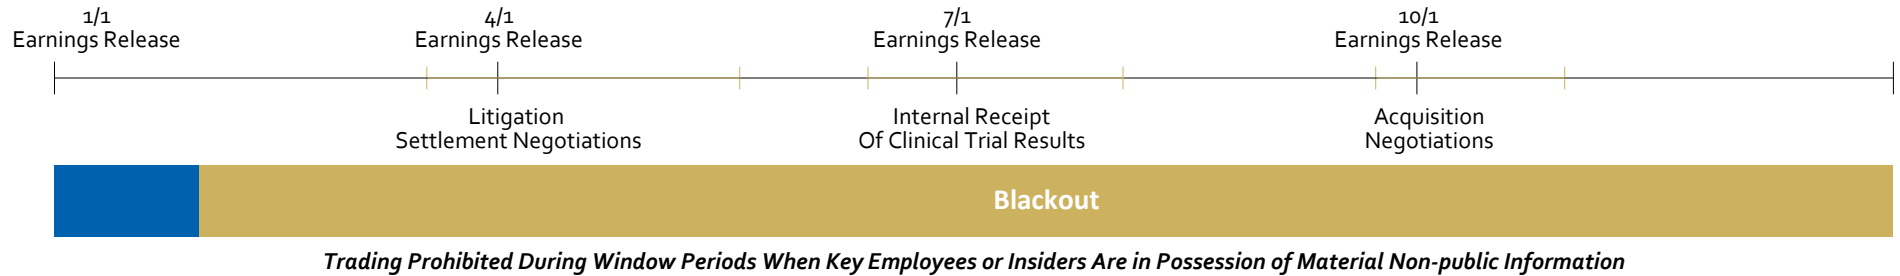 1/1
Earnings Release
4/1
Earnings Release
7/1
Earnings Release
10/1
Earnings Release
Litigation
Settlement Negotiations
Internal Receipt
Of Clinical Trial Results
Acquisition
Negotiations
Blackout
Trading Prohibited During Window Periods When Key Employees or Insiders Are in Possession of Material Non-public Information